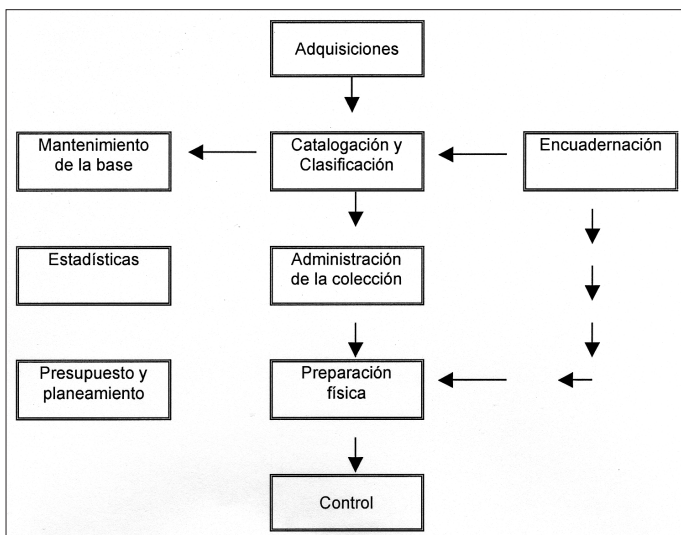 Adquisiciones
Mantenimiento
de la base
Catalogación y
Clasificación
Encuadernación
Estadísticas
Administración
de la colección
Presupuesto y
planeamiento
Preparación
física
Control